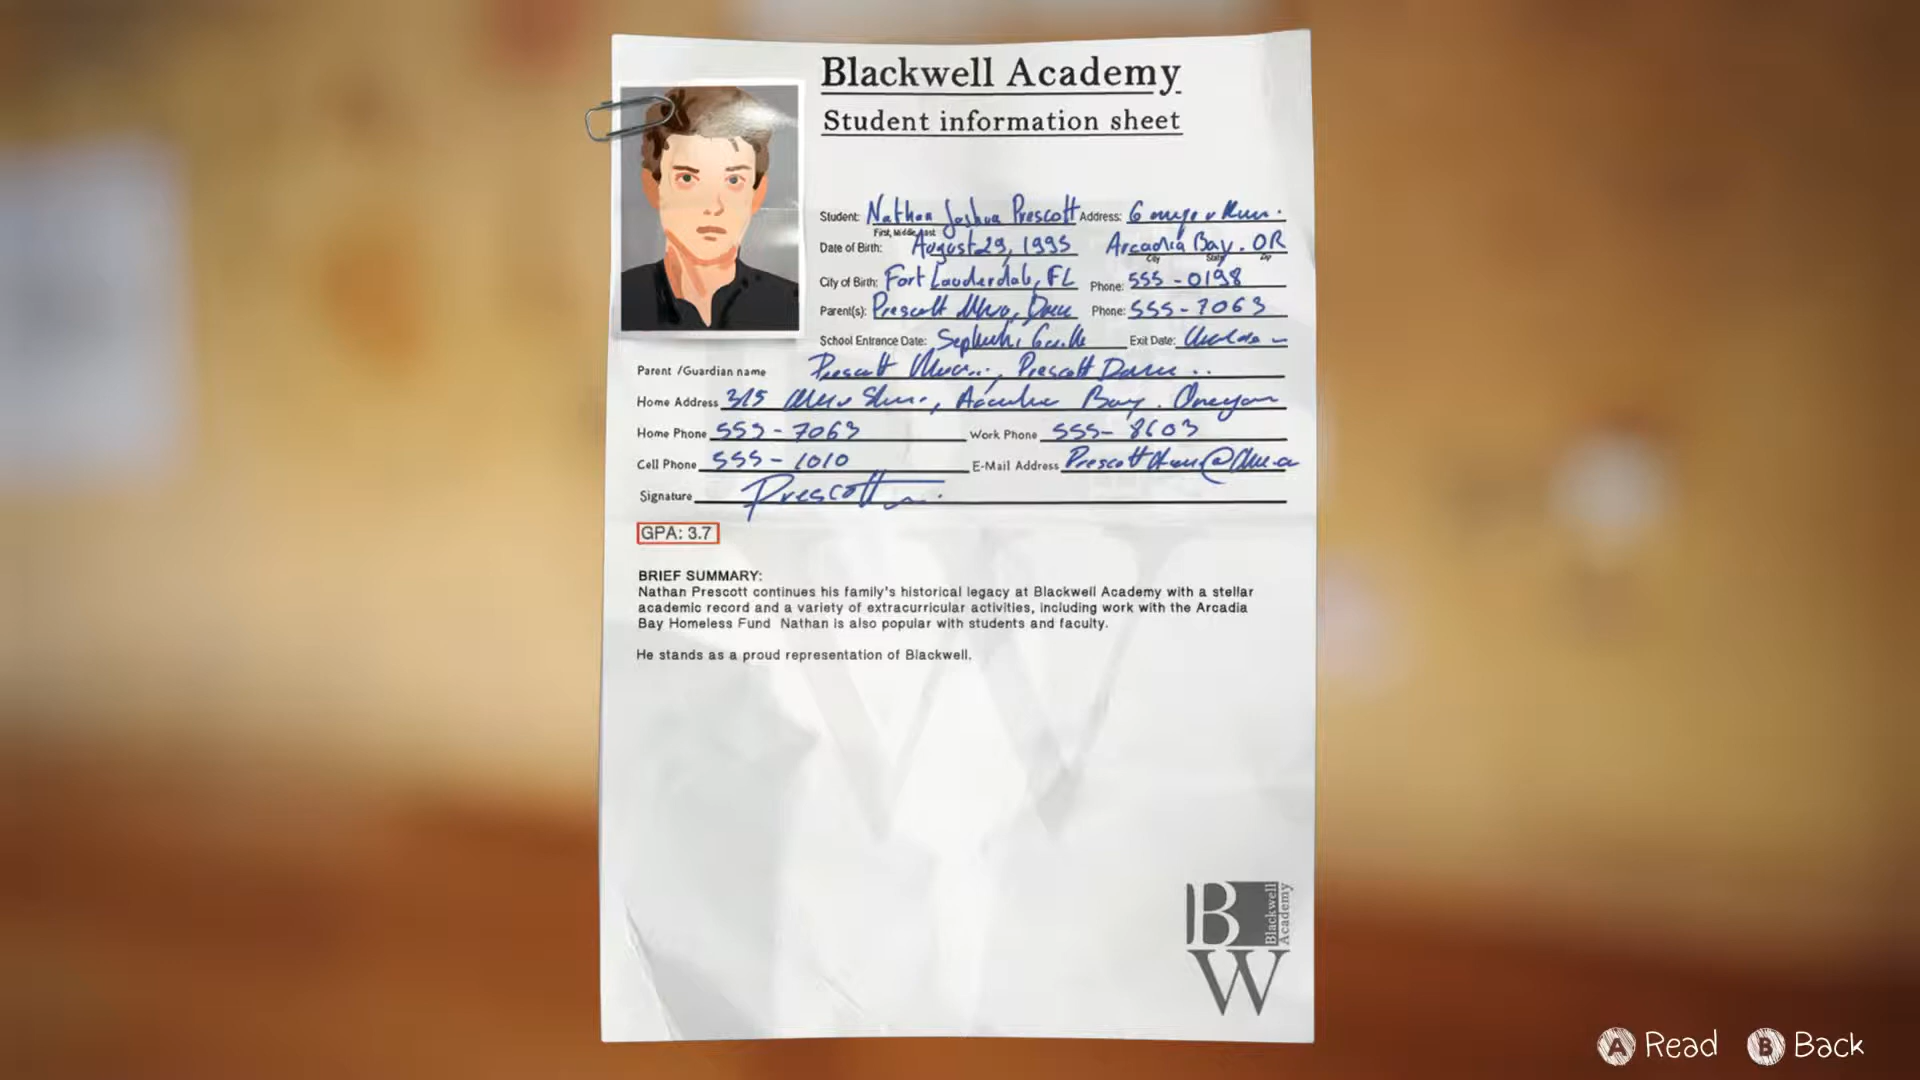 Blackwell Academy
Student information sheet
Student: Nathan Joshua Prescott Address:
First, Middle, Last
Date of Birth: August 29, 1995 Arcadia Bay. OR
City State Zip
City of Birth: Fort Lauderdale, FL Phone: 555-0198
Parent(s): Prescott Phone: 555-7063
School Entrance Date: Exit Date:
Parent /Guardian name Prescott Prescott
Home Address 315 Bay. Oregon
Home Phone 555-7063 Work Phone 555-8603
Cell Phone 555-1010 E-Mail Address
Signature Prescott
GPA: 3.7
BRIEF SUMMARY:
Nathan Prescott continues his family's historical legacy at Blackwell Academy with a stellar
academic record and a variety of extracurricular activities, including work with the Arcadia
Bay Homeless Fund Nathan is also popular with students and faculty.
He stands as a proud representation of Blackwell.
B
W
Blackwell
Academy
A Read B Back